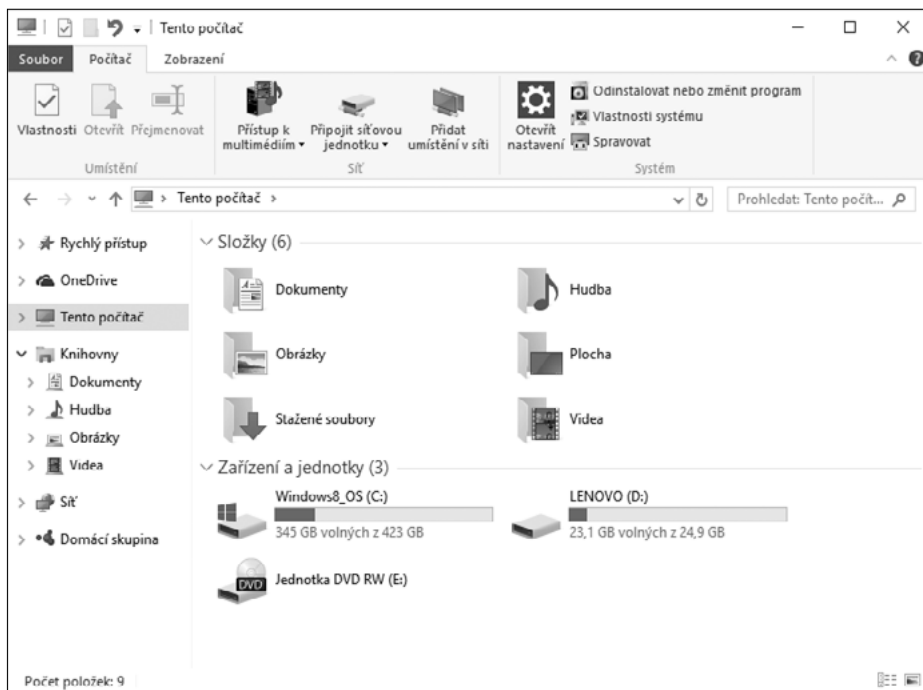 Tento počítač
Soubor Počítač Zobrazení
Vlastnosti Otevřít Přejmenovat
Přístup k multimédiím
Připojit síťovou jednotku
Přidat umístění v síti
Otevřít nastavení
Odinstalovat nebo změnit program
Vlastnosti systému
Spravovat
Umístění Síť Systém
Tento počítač
Prohledat: Tento počít...
Rychlý přístup
OneDrive
Tento počítač
Knihovny
Dokumenty
Hudba
Obrázky
Videa
Síť
Domácí skupina
Složky (6)
Dokumenty
Hudba
Obrázky
Plocha
Stažené soubory
Videa
Zařízení a jednotky (3)
Windows8_OS (C:)
345 GB volných z 423 GB
LENOVO (D:)
23,1 GB volných z 24,9 GB
DVD
Jednotka DVD RW (E:)
Počet položek: 9